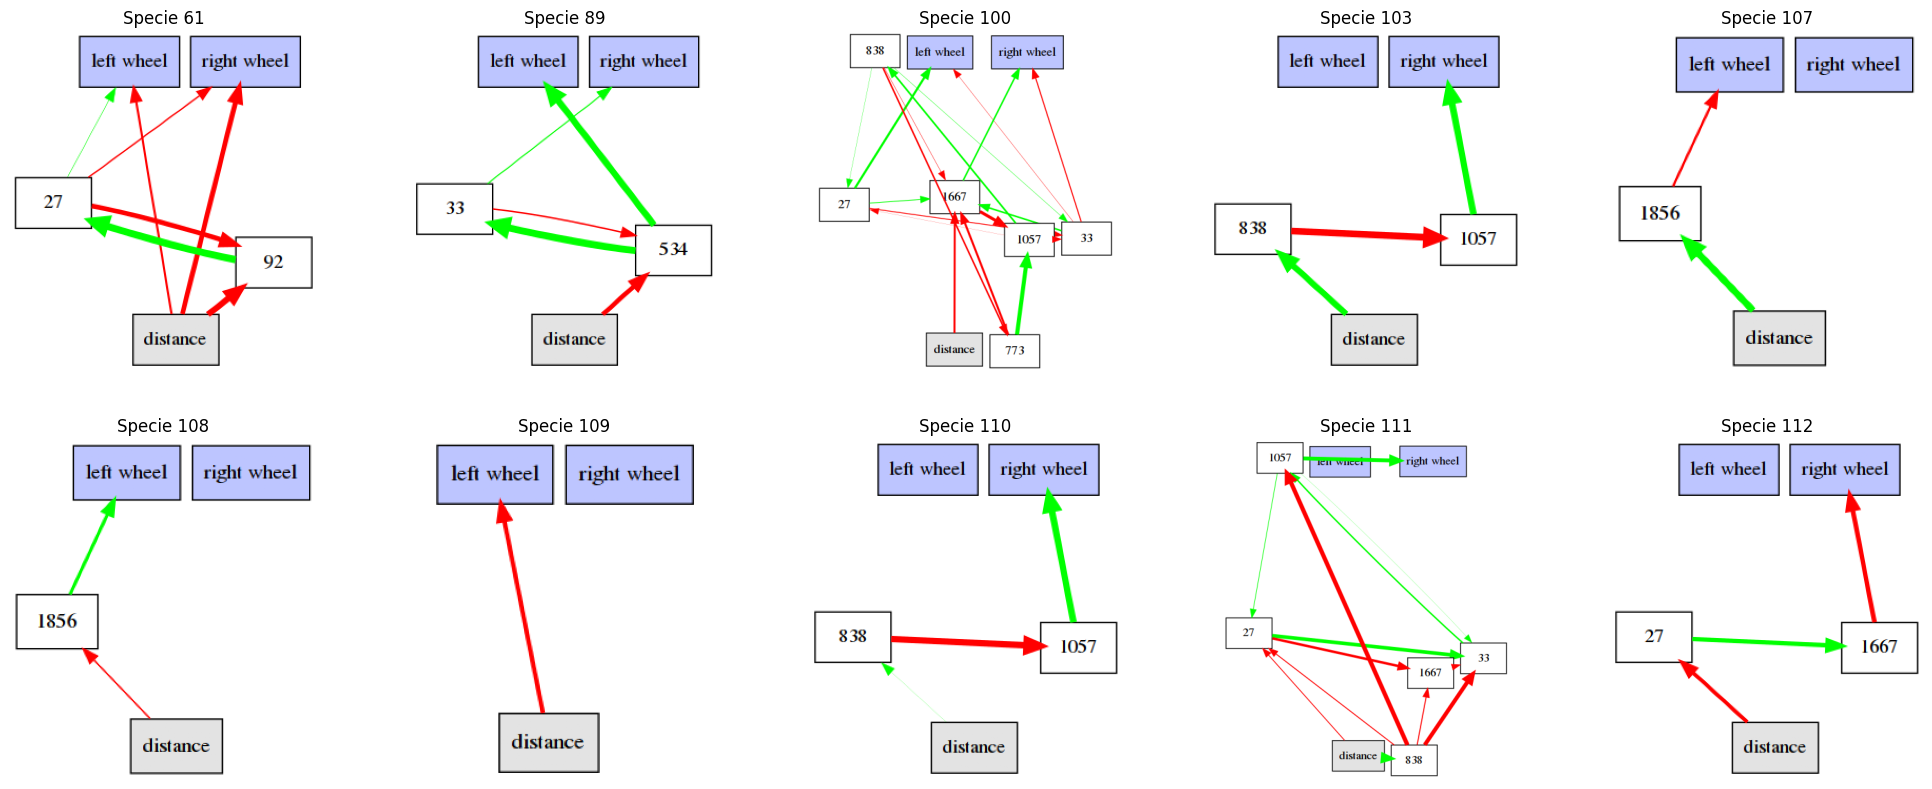 Specie 61
left wheel right wheel
27
92
distance
Specie 89
left wheel right wheel
33
534
distance
Specie 100
838 left wheel right wheel
27 1667
1057 33
distance 773
Specie 103
left wheel right wheel
838 1057
distance
Specie 107
left wheel right wheel
1856
distance
Specie 108
left wheel right wheel
1856
distance
Specie 109
left wheel right wheel
distance
Specie 110
left wheel right wheel
838 1057
distance
Specie 111
1057 left wheel right wheel
27
1667 33
distance 838
Specie 112
left wheel right wheel
27 1667
distance